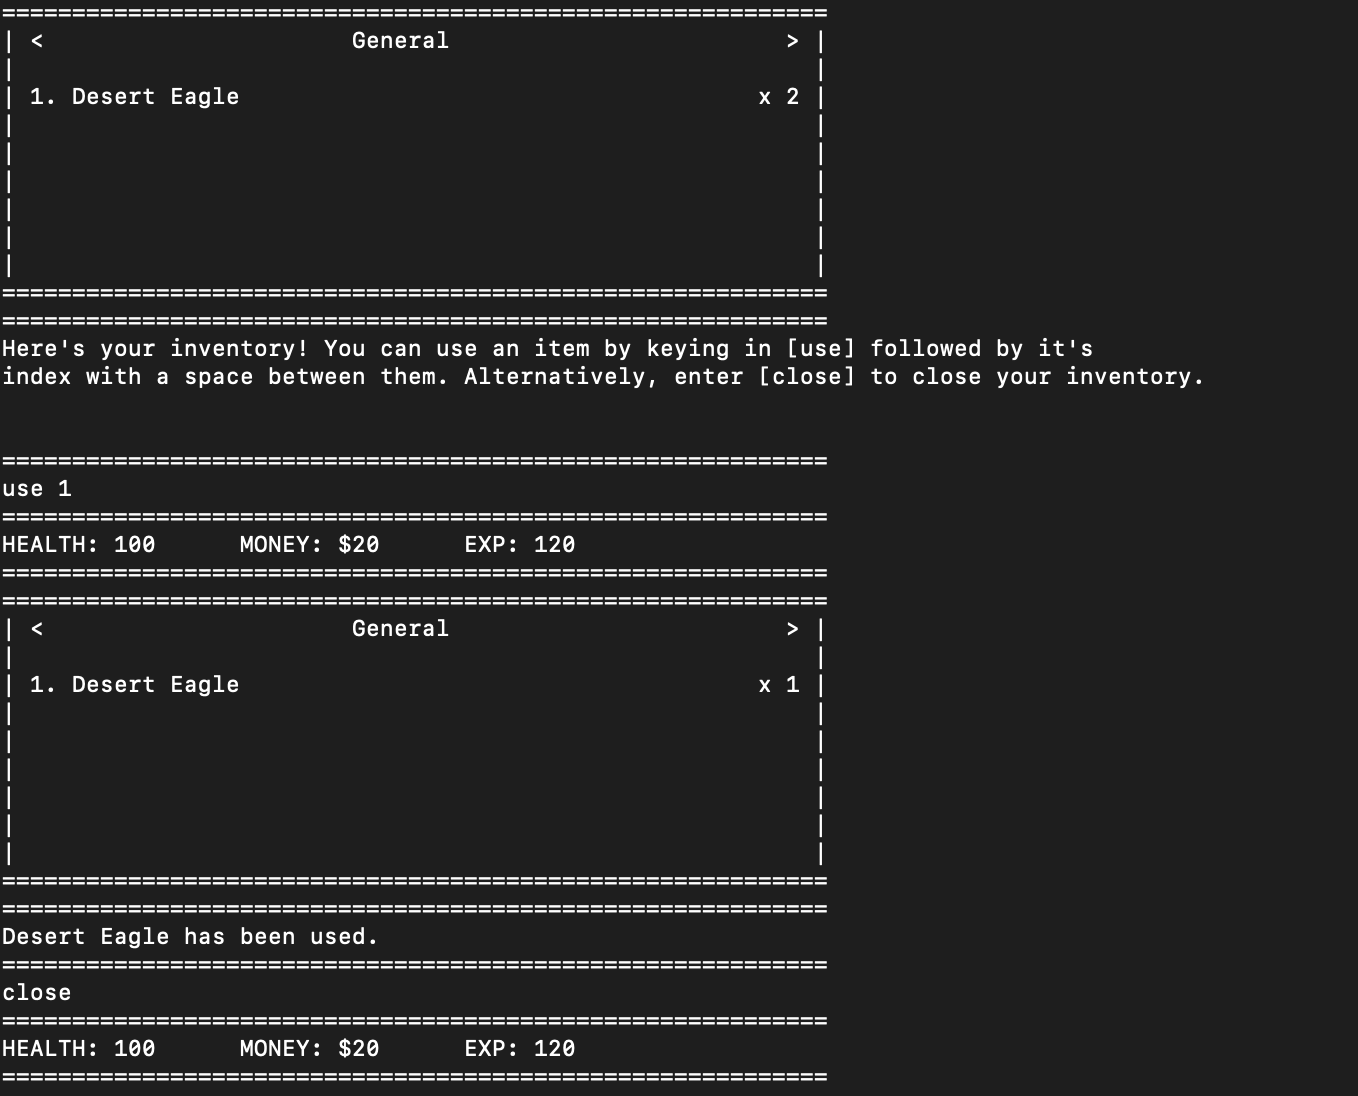 ===========================================================
| < General > |
| |
| 1. Desert Eagle x 2 |
| |
| |
| |
| |
| |
| |
===========================================================
===========================================================
Here's your inventory! You can use an item by keying in [use] followed by it's
index with a space between them. Alternatively, enter [close] to close your inventory.
===========================================================
use 1
===========================================================
HEALTH: 100 MONEY: $20 EXP: 120
===========================================================
===========================================================
| < General > |
| |
| 1. Desert Eagle x 1 |
| |
| |
| |
| |
| |
| |
===========================================================
===========================================================
Desert Eagle has been used.
===========================================================
close
===========================================================
HEALTH: 100 MONEY: $20 EXP: 120
===========================================================